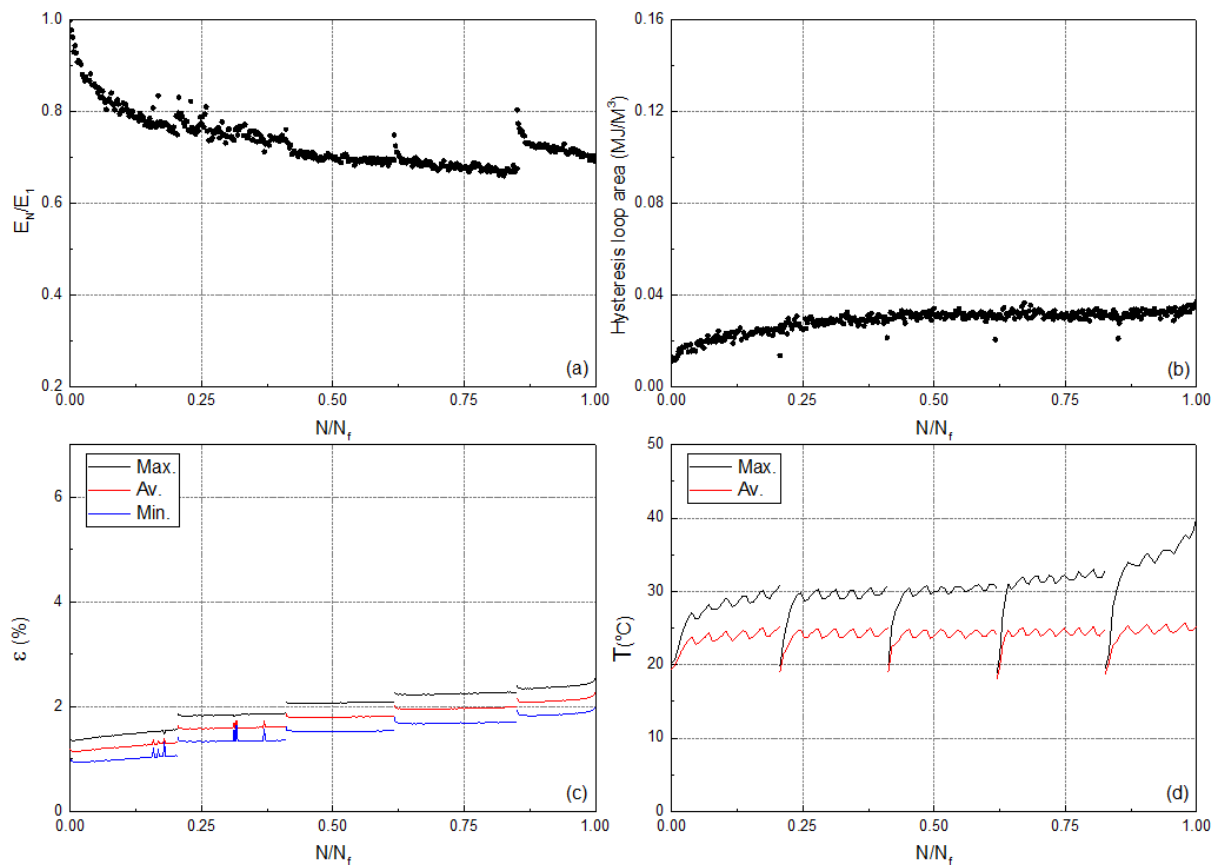 1.0
0.8
0.6
0.4
0.2
E_N/E_1
0.00 0.25 0.50 0.75 1.00
N/N_f
(a)
0.16
0.12
0.08
0.04
0.00
Hysteresis loop area (MJ/M³)
0.00 0.25 0.50 0.75 1.00
N/N_f
(b)
6
4
2
0
ε (%)
Max.
Av.
Min.
0.00 0.25 0.50 0.75 1.00
N/N_f
(c)
50
40
30
20
10
0
T(ºC)
Max.
Av.
0.00 0.25 0.50 0.75 1.00
N/N_f
(d)